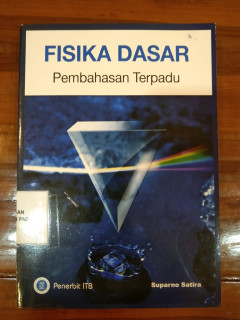 FISIKA DASAR
Pembahasan Terpadu
Penerbit ITB
Suparno Satira